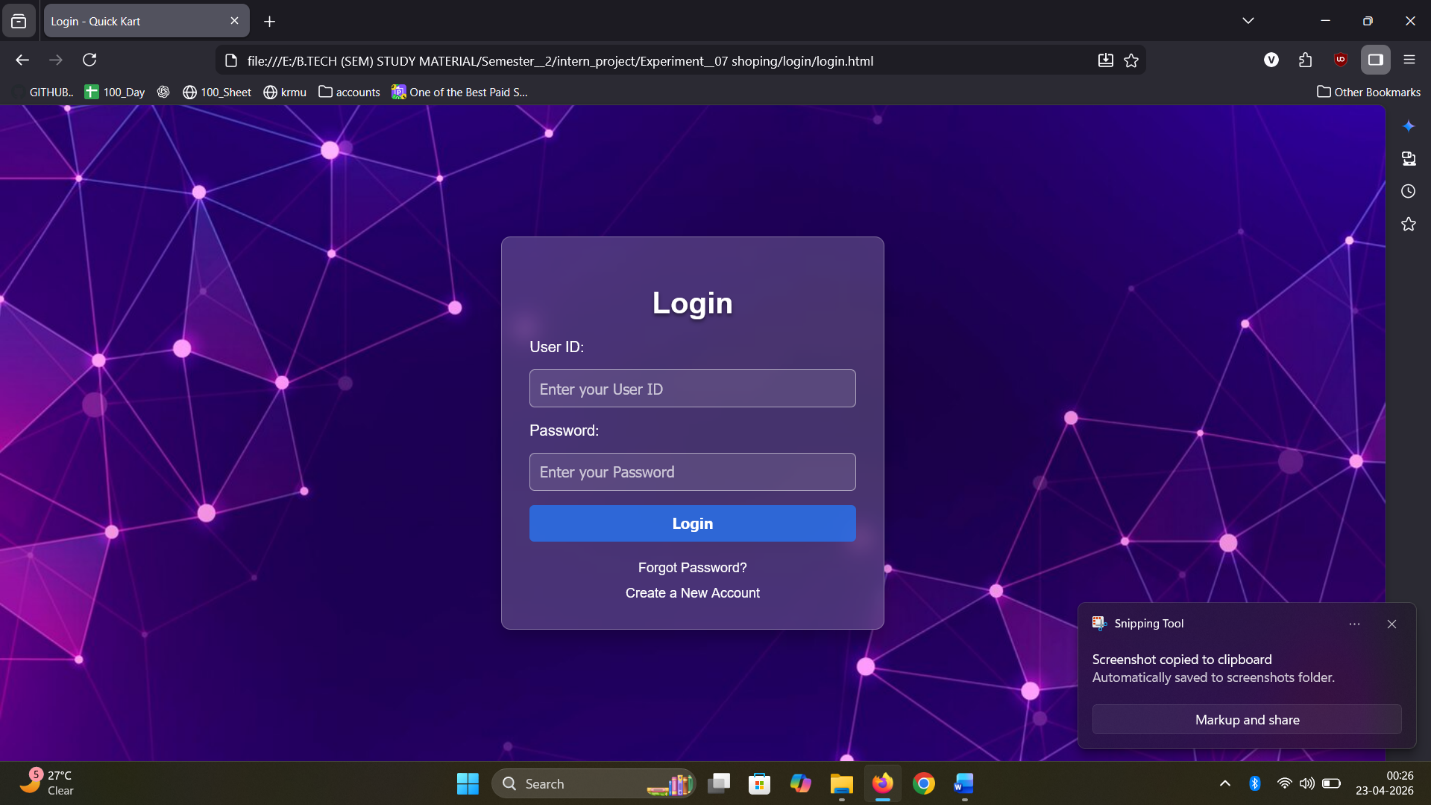 Login - Quick Kart
file:///E:/B.TECH (SEM) STUDY MATERIAL/Semester__2/intern_project/Experiment__07 shoping/login/login.html
V
UO
GITHUB..
100_Day
100_Sheet
krmu
accounts
One of the Best Paid S...
Other Bookmarks
Login
User ID:
Enter your User ID
Password:
Enter your Password
Login
Forgot Password?
Create a New Account
Snipping Tool
Screenshot copied to clipboard
Automatically saved to screenshots folder.
Markup and share
5
27°C
Clear
Search
W
00:26
23-04-2026